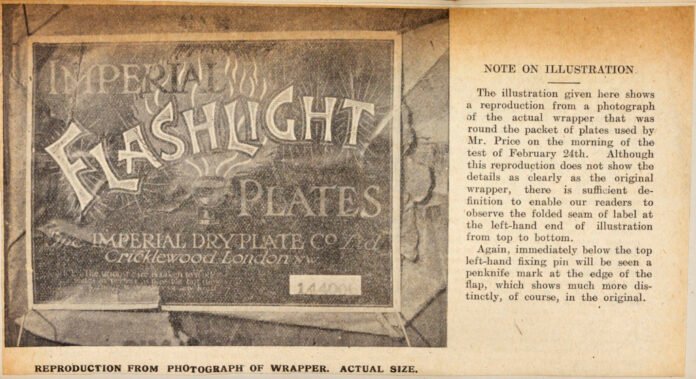 IMPERIAL
FLASHLIGHT
PLATES
The IMPERIAL DRY PLATE Co Ltd
Cricklewood London
NOTE ON ILLUSTRATION
The illustration given here shows
a reproduction from a photograph
of the actual wrapper that was
round the packet of plates used by
Mr. Price on the morning of the
test of February 24th. Although
this reproduction does not show the
details as clearly as the original
wrapper, there is sufficient de-
finition to enable our readers to
observe the folded seam of label at
the left-hand end of illustration
from top to bottom.
Again, immediately below the top
left-hand fixing pin will be seen a
penknife mark at the edge of the
flap, which shows much more dis-
tinctly, of course, in the original.
REPRODUCTION FROM PHOTOGRAPH OF WRAPPER. ACTUAL SIZE.